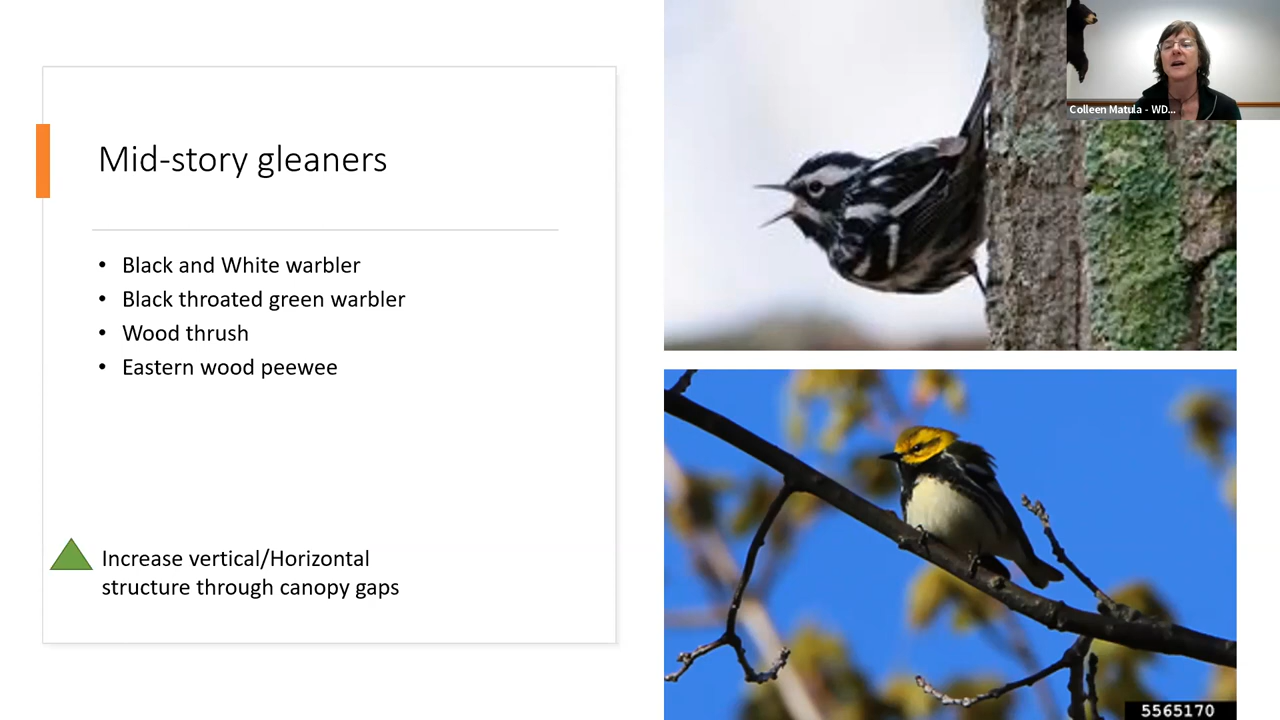 Mid-story gleaners
• Black and White warbler
• Black throated green warbler
• Wood thrush
• Eastern wood peewee
Increase vertical/Horizontal
structure through canopy gaps
Colleen Matula - WD...
5565170